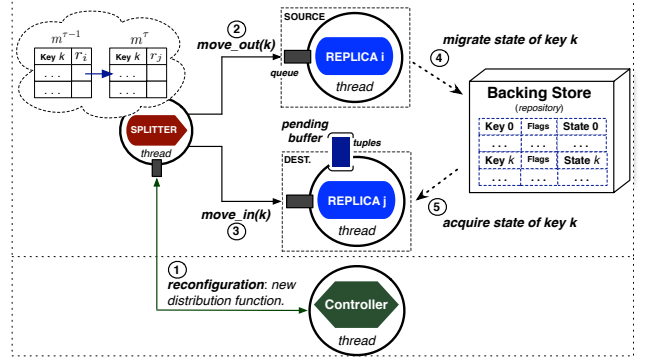 m^{τ−1}
m^τ
Key k r_i
Key k r_j
. . .
. . .
. . .
. . .
SPLITTER
thread
2
move_out(k)
SOURCE
queue
REPLICA i
thread
4 migrate state of key k
Backing Store
(repository)
Key 0 Flags State 0
... ... ...
Key k Flags State k
... ... ...
pending
buffer
tuples
DEST.
REPLICA j
thread
move_in(k)
3
5
acquire state of key k
1
reconfiguration: new
distribution function.
Controller
thread